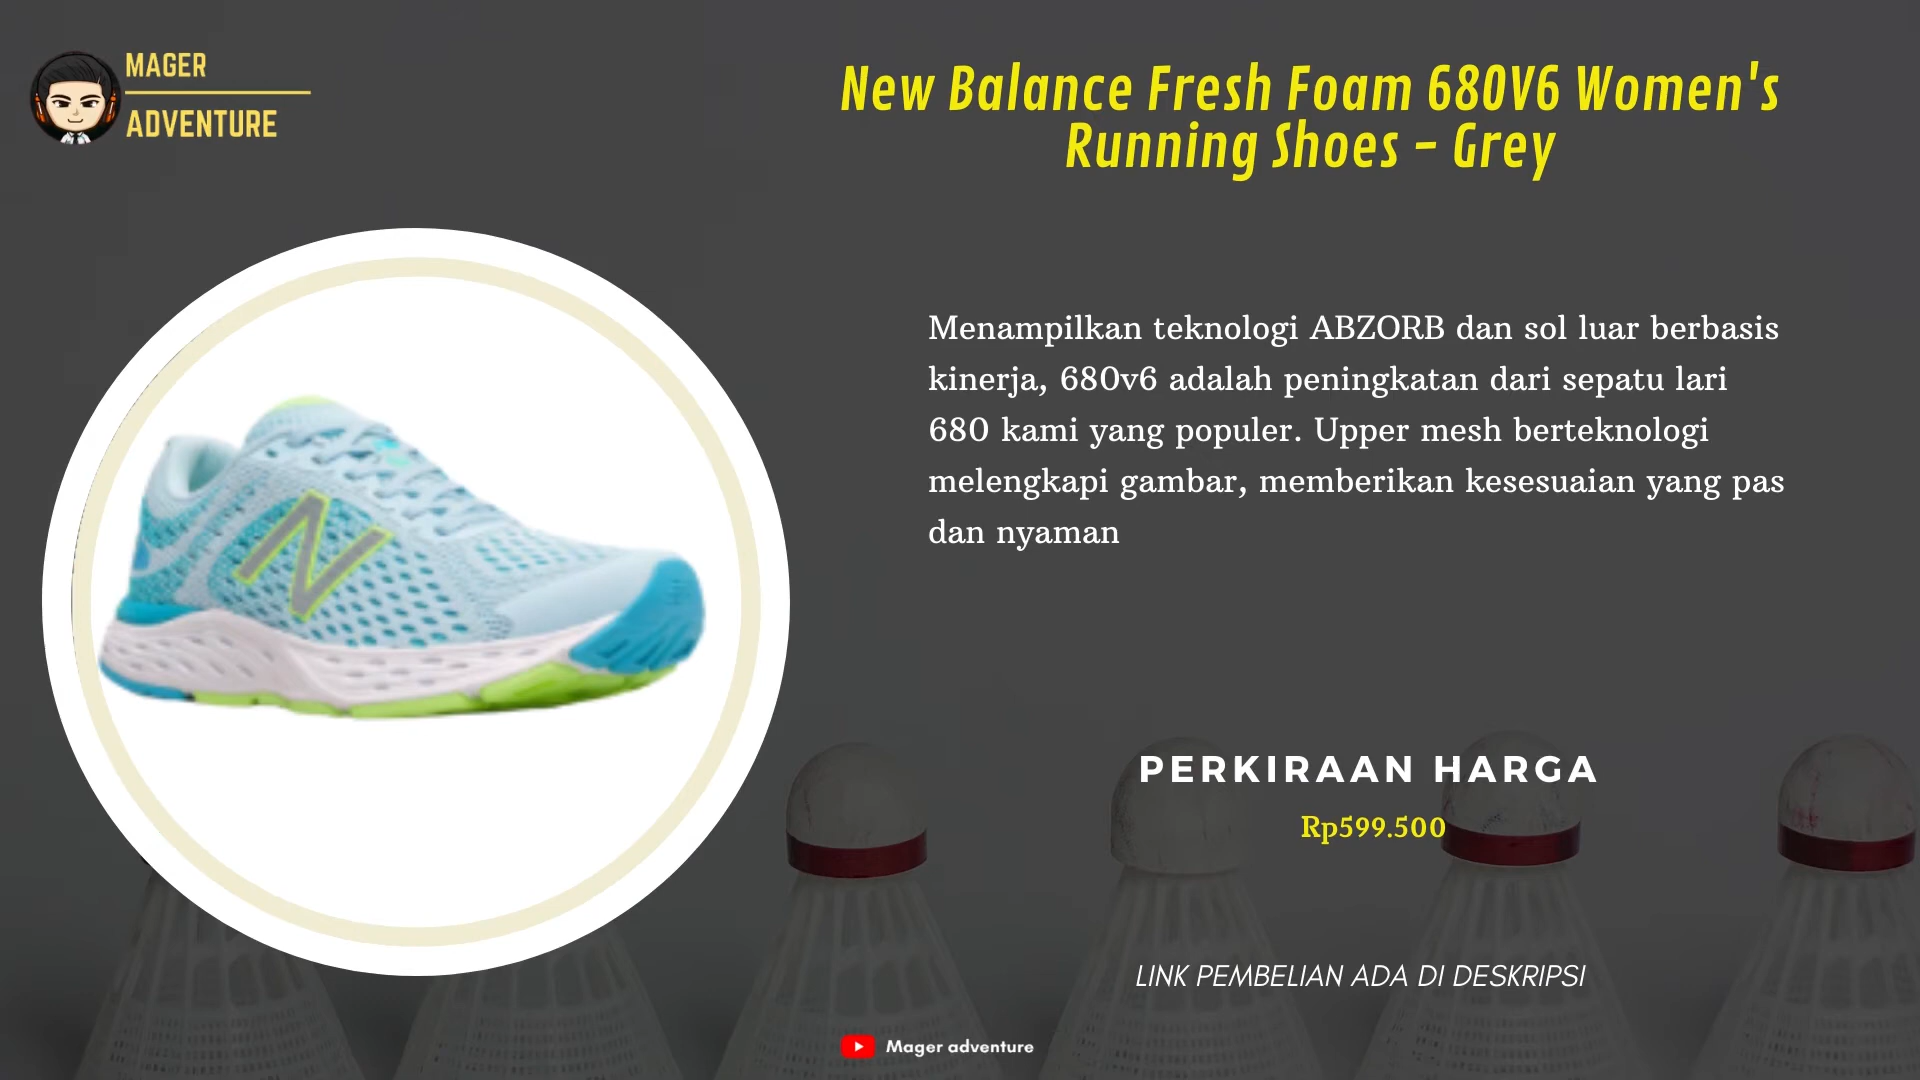 MAGER
ADVENTURE
New Balance Fresh Foam 680V6 Women's
Running Shoes - Grey
Menampilkan teknologi ABZORB dan sol luar berbasis
kinerja, 680v6 adalah peningkatan dari sepatu lari
680 kami yang populer. Upper mesh berteknologi
melengkapi gambar, memberikan kesesuaian yang pas
dan nyaman
N
PERKIRAAN HARGA
Rp599.500
LINK PEMBELIAN ADA DI DESKRIPSI
Mager adventure